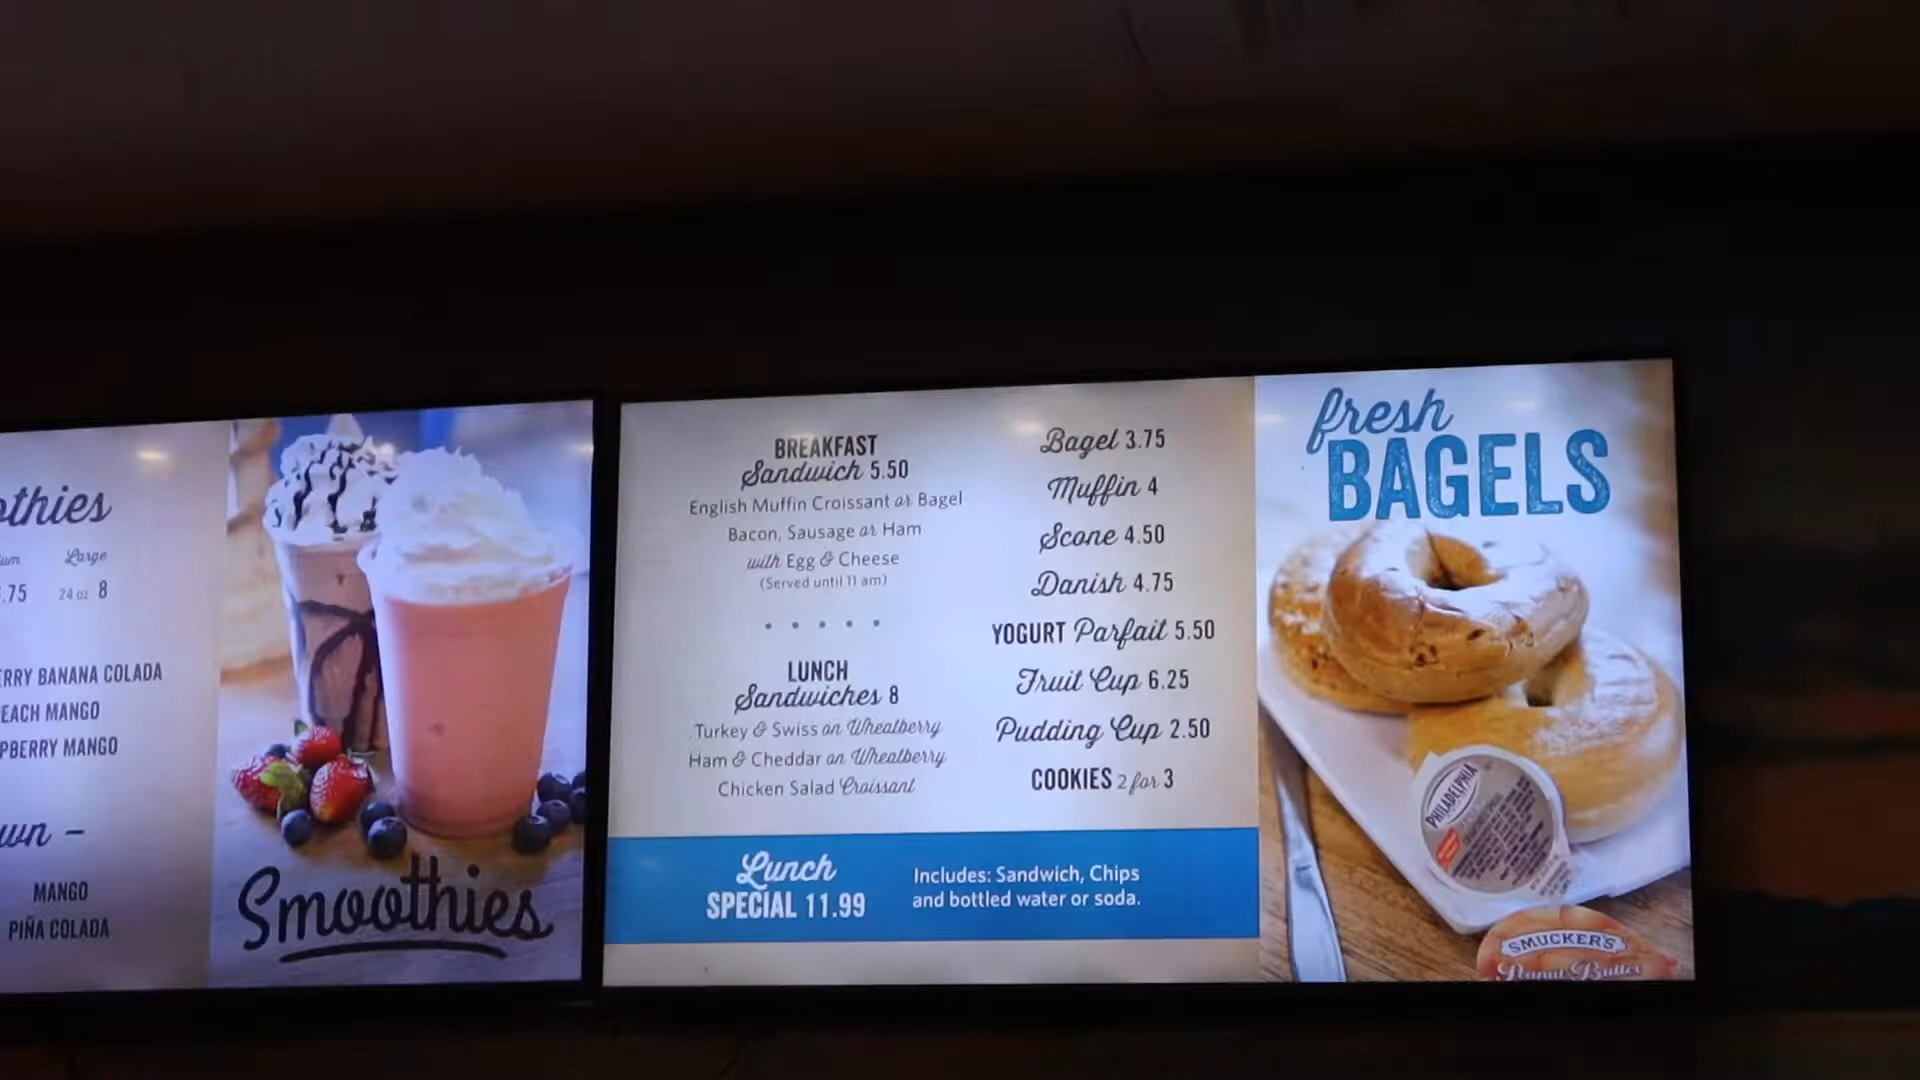 Large
.75 24 oz 8
BANANA COLADA
MANGO
MANGO
MANGO
PIÑA COLADA
Smoothies
BREAKFAST
Sandwich 5.50
English Muffin Croissant or Bagel
Bacon, Sausage or Ham
with Egg & Cheese
(Served until 11 am)
LUNCH
Sandwiches 8
Turkey & Swiss on Wheatberry
Ham & Cheddar on Wheatberry
Chicken Salad Croissant
Bagel 3.75
Muffin 4
Scone 4.50
Danish 4.75
YOGURT Parfait 5.50
Fruit Cup 6.25
Pudding Cup 2.50
COOKIES 2 for 3
Lunch
SPECIAL 11.99
Includes: Sandwich, Chips
and bottled water or soda.
fresh
BAGELS
PHILADELPHIA
SMUCKER'S
Peanut Butter